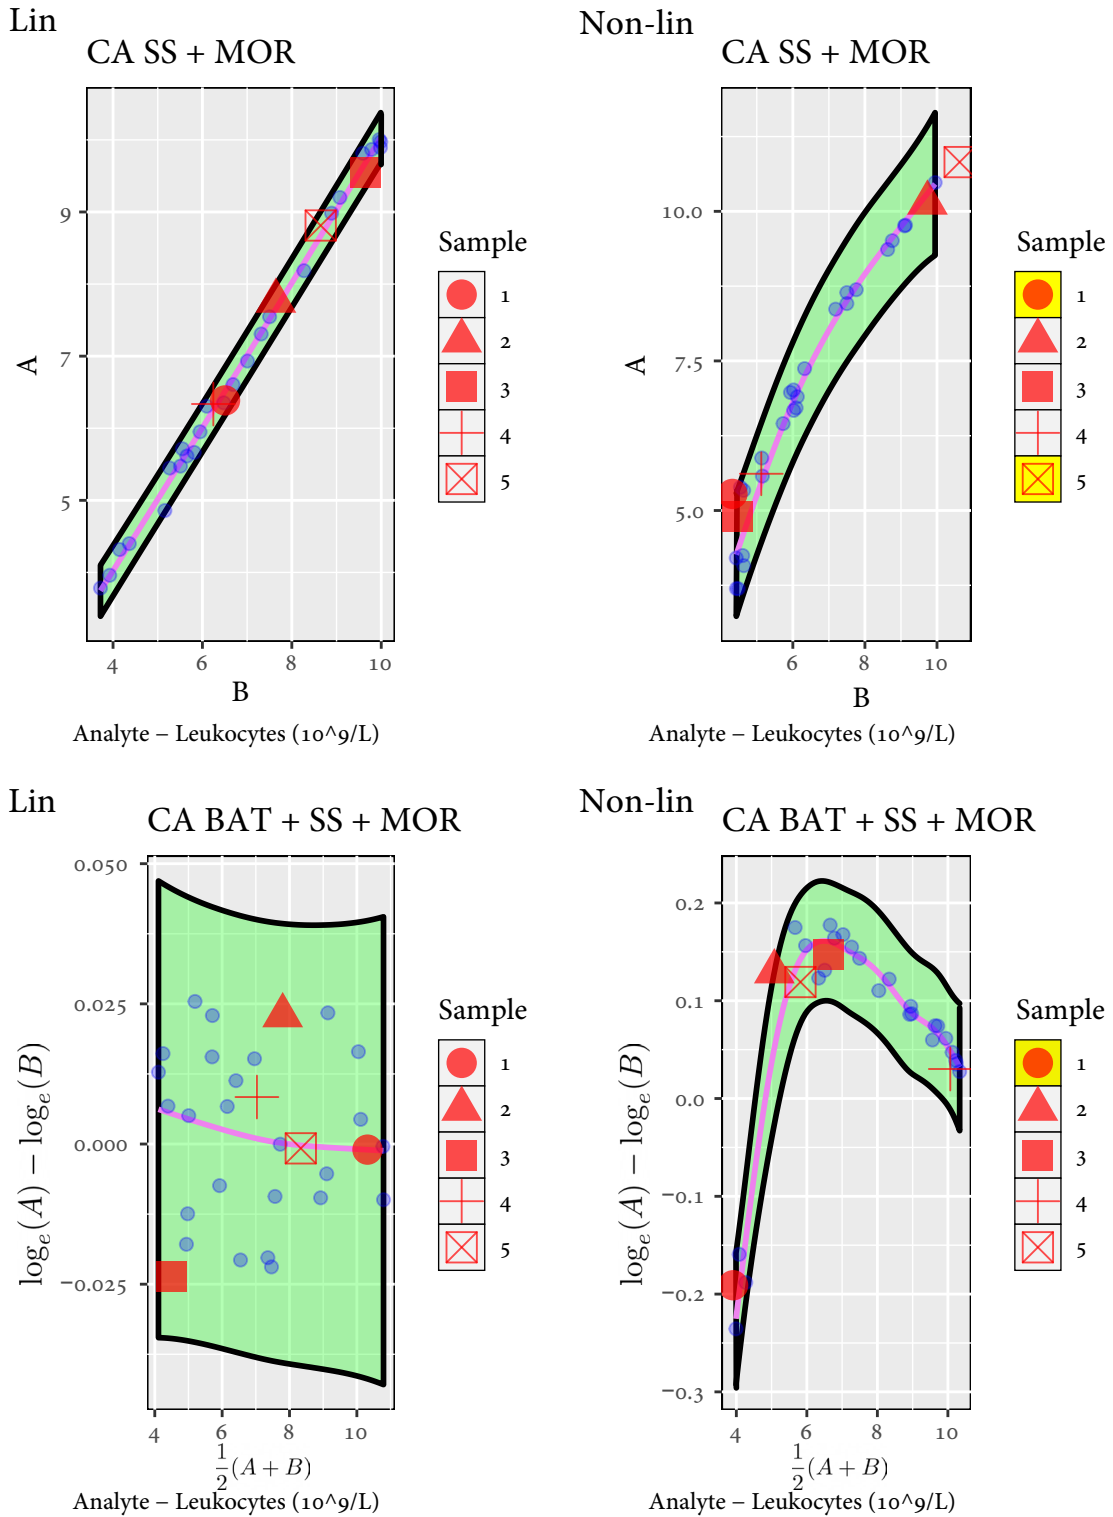 Lin
CA SS + MOR
A
9
7
5
4 6 8 10
B
Analyte – Leukocytes (10^9/L)
Sample
1
2
3
4
5
Non-lin
CA SS + MOR
A
10.0
7.5
5.0
6 8 10
B
Analyte – Leukocytes (10^9/L)
Sample
1
2
3
4
5
Lin
CA BAT + SS + MOR
log_e(A) − log_e(B)
0.050
0.025
0.000
−0.025
4 6 8 10
1/2(A + B)
Analyte – Leukocytes (10^9/L)
Sample
1
2
3
4
5
Non-lin
CA BAT + SS + MOR
log_e(A) − log_e(B)
0.2
0.1
0.0
−0.1
−0.2
−0.3
4 6 8 10
1/2(A + B)
Analyte – Leukocytes (10^9/L)
Sample
1
2
3
4
5